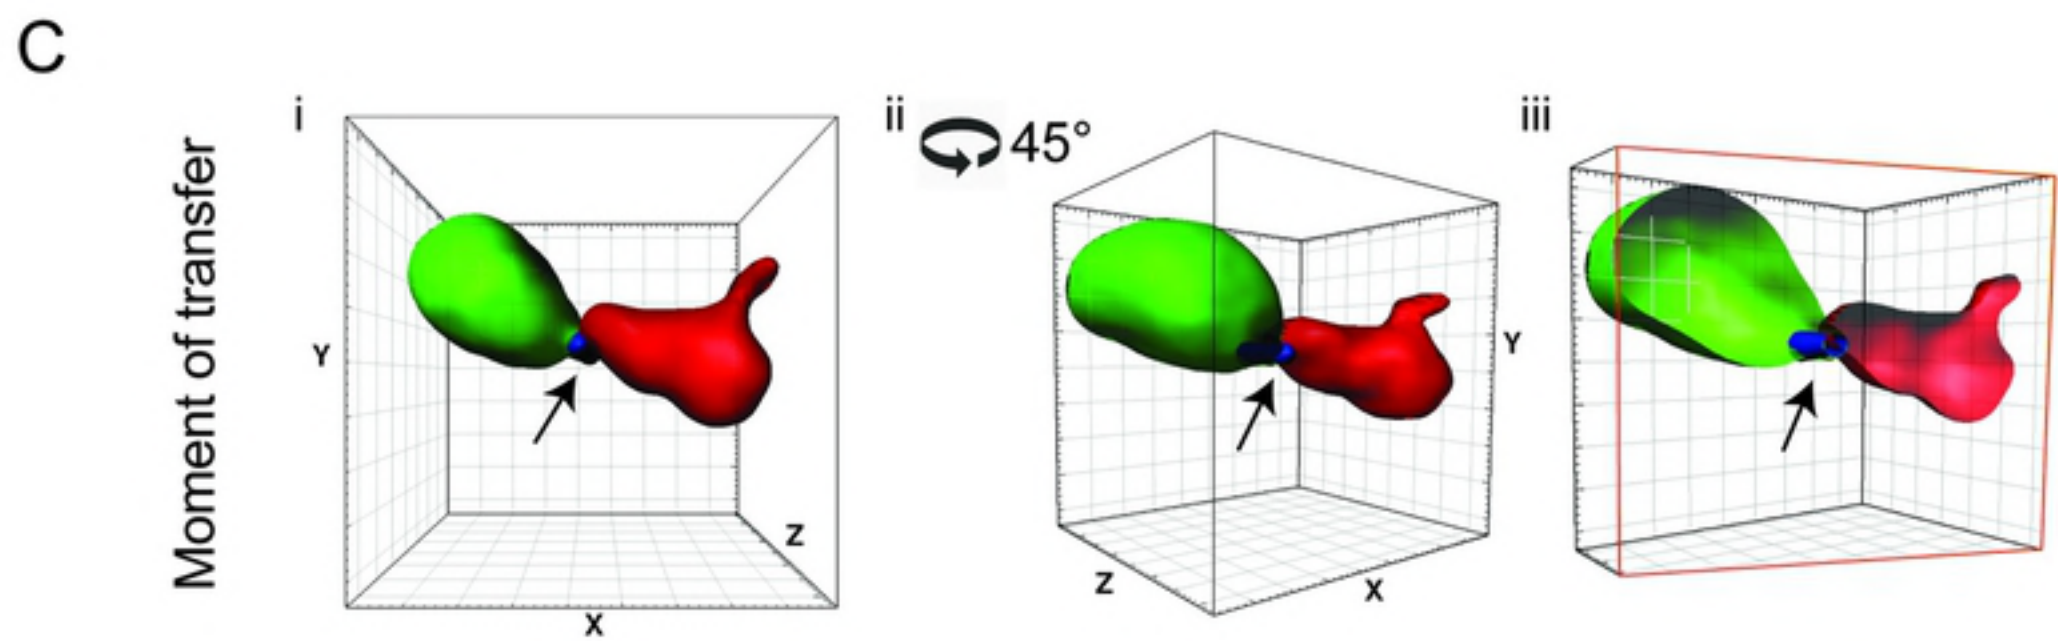 C
Moment of transfer
i
Y
Z
X
ii
45°
Y
Z
X
iii